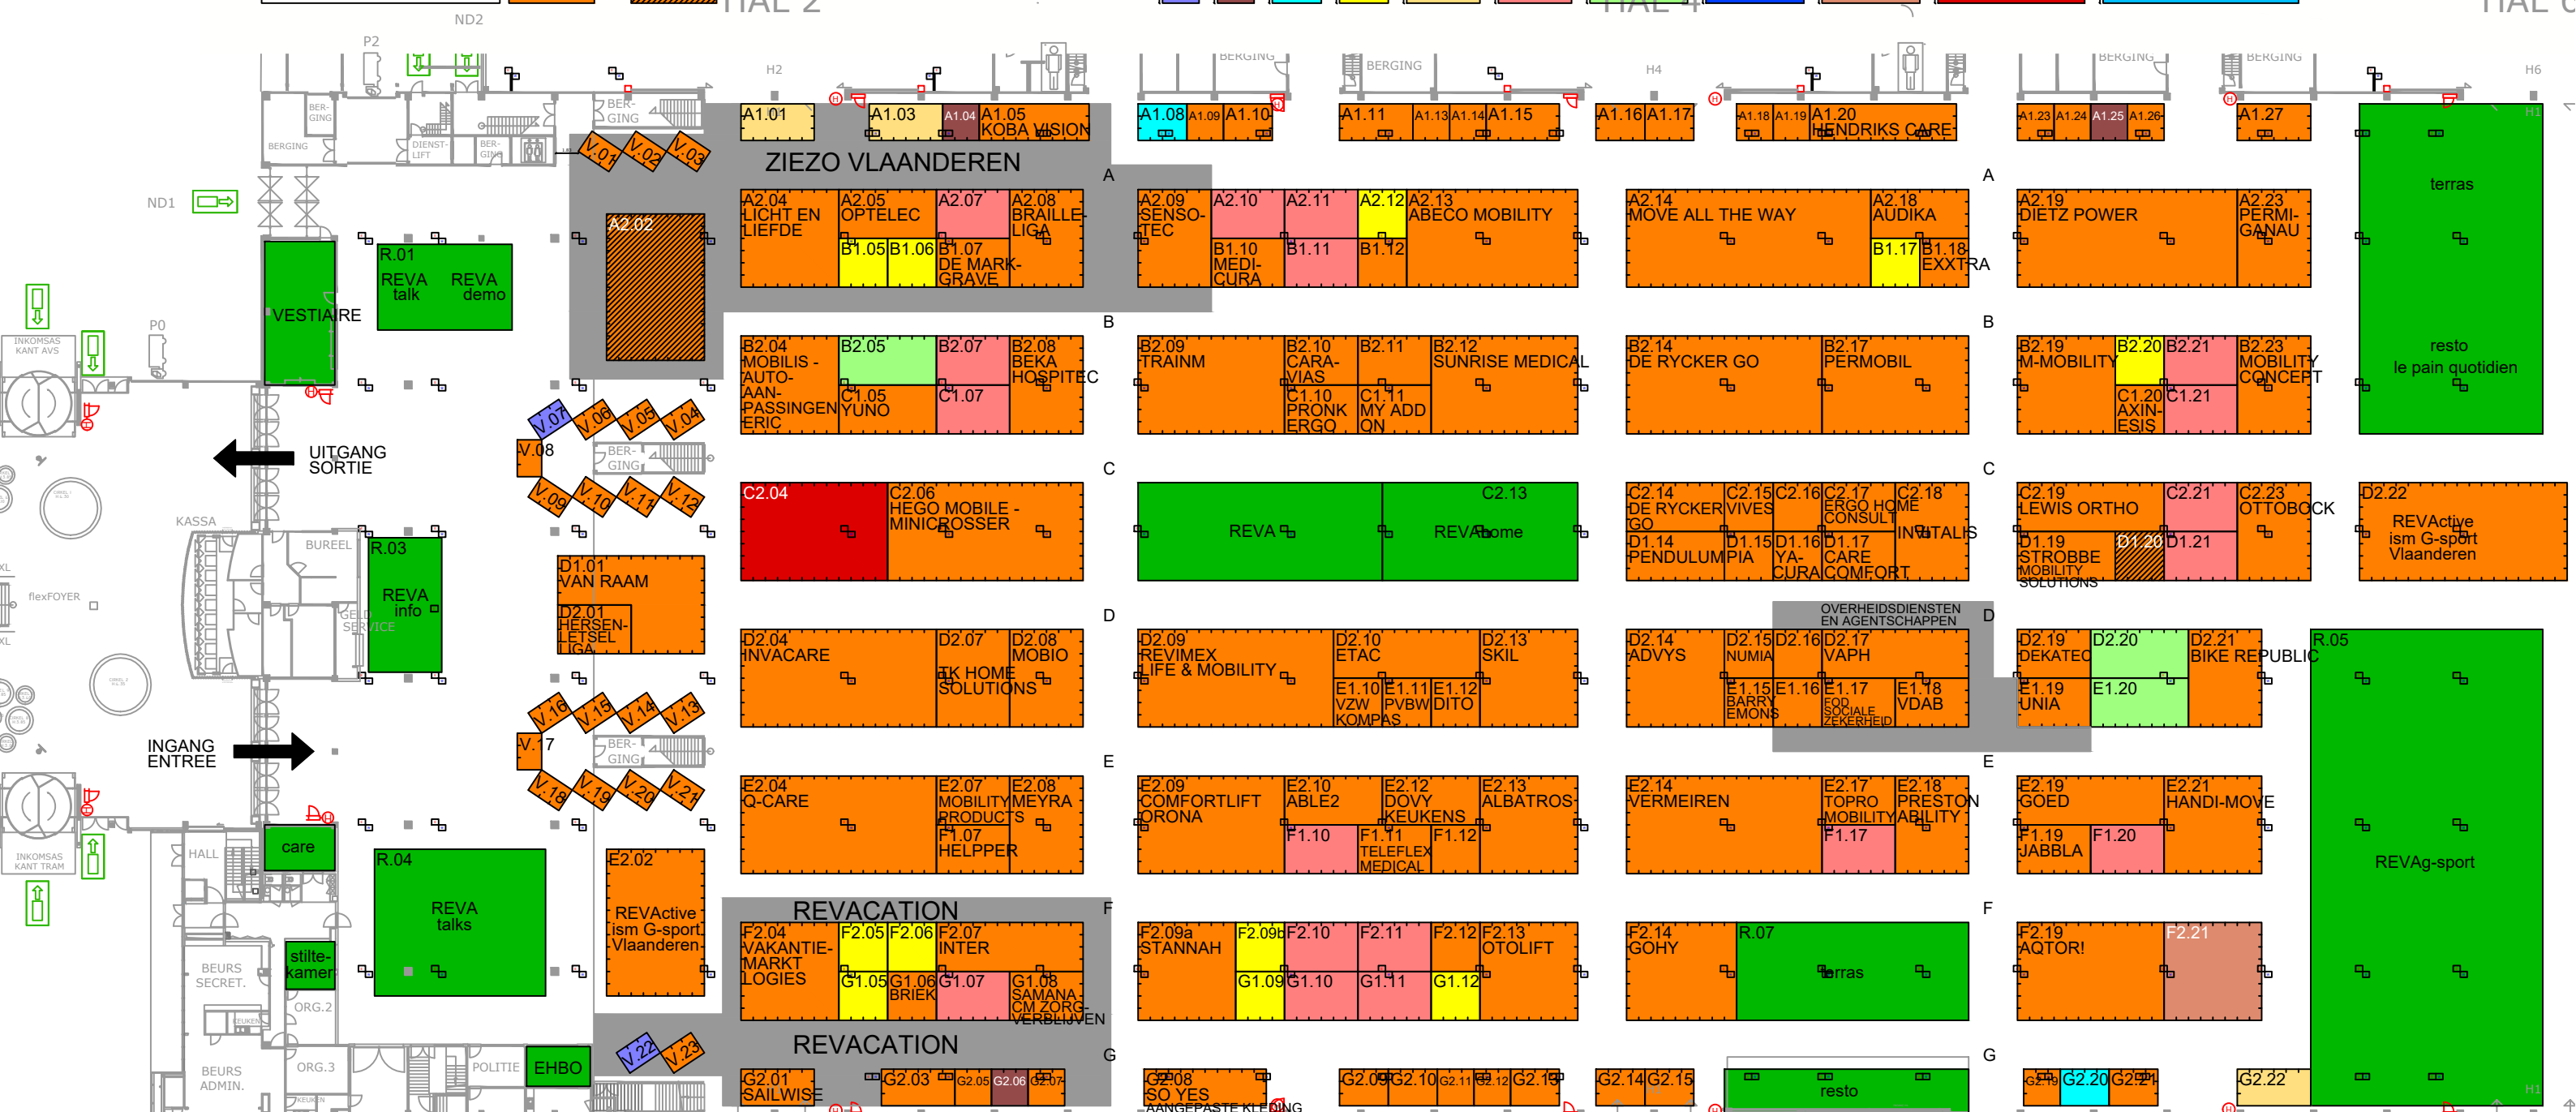 HAL 2
HAL 4
HAL 6
ND2
P2
H2
H4
H6
BERGING
BERGING
BERGING
BERGING
BER-
GING
BERGING
DIENST-
LIFT
BER-
GING
BER-
GING
V.01
V.02
V.03
A1.01
A1.03
A1.04
A1.05
KOBA VISION
A1.08
A1.09
A1.10
A1.11
A1.13
A1.14
A1.15
A1.16
A1.17
A1.18
A1.19
A1.20
HENDRIKS CARE
A1.23
A1.24
A1.25
A1.26
A1.27
H1
ZIEZO VLAANDEREN
A
A
ND1
A2.02
A2.04
LICHT EN
LIEFDE
A2.05
OPTELEC
A2.07
A2.08
BRAILLE-
LIGA
B1.05
B1.06
B1.07
DE MARK-
GRAVE
A2.09
SENSO-
TEC
A2.10
A2.11
A2.12
A2.13
ABECO MOBILITY
B1.10
MEDI-
CURA
B1.11
B1.12
A2.14
MOVE ALL THE WAY
A2.18
AUDIKA
B1.17
B1.18
EXXTRA
A2.19
DIETZ POWER
A2.23
PERMI-
GANAU
terras
resto
le pain quotidien
R.01
REVA
talk
REVA
demo
VESTIAIRE
P0
INKOMSAS
KANT AVS
B
B
B2.04
MOBILIS -
AUTO-
AAN-
PASSINGEN
ERIC
B2.05
B2.07
B2.08
BEKA
HOSPITEC
C1.05
YUNO
C1.07
B2.09
TRAINM
B2.10
CARA-
VIAS
B2.11
B2.12
SUNRISE MEDICAL
C1.10
PRONK
ERGO
C1.11
MY ADD
ON
B2.14
DE RYCKER GO
B2.17
PERMOBIL
B2.19
M-MOBILITY
B2.20
B2.21
B2.23
MOBILITY
CONCEPT
C1.20
AXIN-
ESIS
C1.21
V.07
V.06
V.05
V.04
V.08
BER-
GING
V.09
V.10
V.11
V.12
UITGANG
SORTIE
C
C
KASSA
BUREEL
C2.04
C2.06
HEGO MOBILE -
MINICROSSER
REVA
C2.13
REVAhome
C2.14
DE RYCKER
GO
C2.15
VIVES
C2.16
C2.17
ERGO HOME
CONSULT
C2.18
INVITALIS
D1.14
PENDULUM
D1.15
PIA
D1.16
YA-
CURA
D1.17
CARE
COMFORT
C2.19
LEWIS ORTHO
C2.21
C2.23
OTTOBOCK
D1.19
STROBBE
MOBILITY
SOLUTIONS
D1.20
D1.21
D2.22
REVActive
ism G-sport
Vlaanderen
R.03
REVA
info
GELD
SERVICE
flexFOYER
XL
XL
D1.01
VAN RAAM
D2.01
HERSEN-
LETSEL
LIGA
D
D
OVERHEIDSDIENSTEN
EN AGENTSCHAPPEN
D2.04
INVACARE
D2.07
TK HOME
SOLUTIONS
D2.08
MOBIO
D2.09
REVIMEX
LIFE & MOBILITY
D2.10
ETAC
D2.13
SKIL
E1.10
VZW
KOMPAS
E1.11
PVBW
E1.12
DITO
D2.14
ADVYS
D2.15
NUMIA
D2.16
D2.17
VAPH
E1.15
BARRY
EMONS
E1.16
E1.17
FOD
SOCIALE
ZEKERHEID
E1.18
VDAB
D2.19
DEKATEC
D2.20
D2.21
BIKE REPUBLIC
E1.19
UNIA
E1.20
R.05
REVAg-sport
V.16
V.15
V.14
V.13
V.17
BER-
GING
V.18
V.19
V.20
V.21
INGANG
ENTREE
E
E
E2.04
Q-CARE
E2.07
MOBILITY
PRODUCTS
E2.08
MEYRA
F1.07
HELPPER
E2.09
COMFORTLIFT
ORONA
E2.10
ABLE2
E2.12
DOVY
KEUKENS
E2.13
ALBATROS
F1.10
F1.11
TELEFLEX
MEDICAL
F1.12
E2.14
VERMEIREN
E2.17
TOPRO
MOBILITY
E2.18
PRESTON
ABILITY
F1.17
E2.19
GOED
E2.21
HANDI-MOVE
F1.19
JABBLA
F1.20
care
HALL
INKOMSAS
KANT TRAM
R.04
REVA
talks
E2.02
REVActive
ism G-sport
Vlaanderen
stilte-
kamer
BEURS
SECRET.
KEUKEN
ORG.2
F
F
REVACATION
F2.04
VAKANTIE-
MARKT
LOGIES
F2.05
F2.06
F2.07
INTER
G1.05
G1.06
BRIEK
G1.07
G1.08
SAMANA
CM ZORG-
VERBLIJVEN
F2.09a
STANNAH
F2.09b
F2.10
F2.11
F2.12
F2.13
OTOLIFT
G1.09
G1.10
G1.11
G1.12
F2.14
GOHY
R.07
terras
F2.19
AQTOR!
F2.21
REVACATION
V.22
V.23
G
G
BEURS
ADMIN.
ORG.3
KEUKEN
POLITIE
EHBO
G2.01
SAILWISE
G2.03
G2.05
G2.06
G2.07
G2.08
SO YES
AANGEPASTE KLEDING
G2.09
G2.10
G2.11
G2.12
G2.13
G2.14
G2.15
resto
G2.19
G2.20
G2.21
G2.22
H1